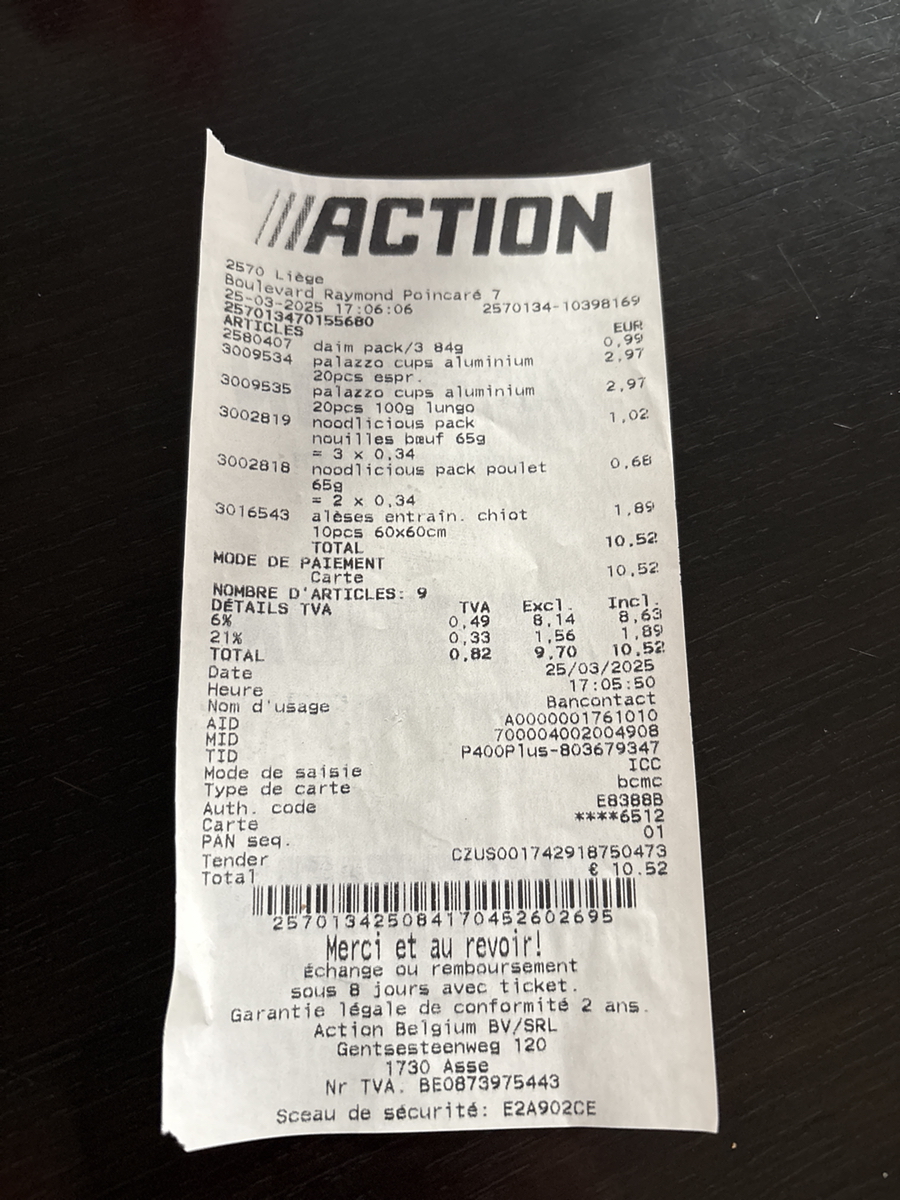 ACTION
2570 Liège
Boulevard Raymond Poincaré 7
25-03-2025 17:06:06 2570134-10398169
257013470155680
ARTICLES EUR
2580407 daim pack/3 84g 0,99
3009534 palazzo cups aluminium 2,97
20pcs espr.
3009535 palazzo cups aluminium 2,97
20pcs 100g lungo
3002819 noodlicious pack 1,02
nouilles bœuf 65g
= 3 x 0,34
3002818 noodlicious pack poulet 0,68
65g
= 2 x 0,34
3016543 alèses entraîn. chiot 1,89
10pcs 60x60cm
TOTAL 10,52
MODE DE PAIEMENT
Carte 10,52
NOMBRE D'ARTICLES: 9
DÉTAILS TVA TVA Excl. Incl.
6% 0,49 8,14 8,63
21% 0,33 1,56 1,89
TOTAL 0,82 9,70 10,52
Date 25/03/2025
Heure 17:05:50
Nom d'usage Bancontact
AID A0000001761010
MID 700004002004908
TID P400Plus-803679347
Mode de saisie ICC
Type de carte bcmc
Auth. code E8388B
Carte ****6512
PAN seq. 01
Tender CZUS001742918750473
Total € 10.52
257013425084170452602695
Merci et au revoir!
échange ou remboursement
sous 8 jours avec ticket.
Garantie légale de conformité 2 ans.
Action Belgium BV/SRL
Gentsesteenweg 120
1730 Asse
Nr TVA. BE0873975443
Sceau de sécurité: E2A902CE